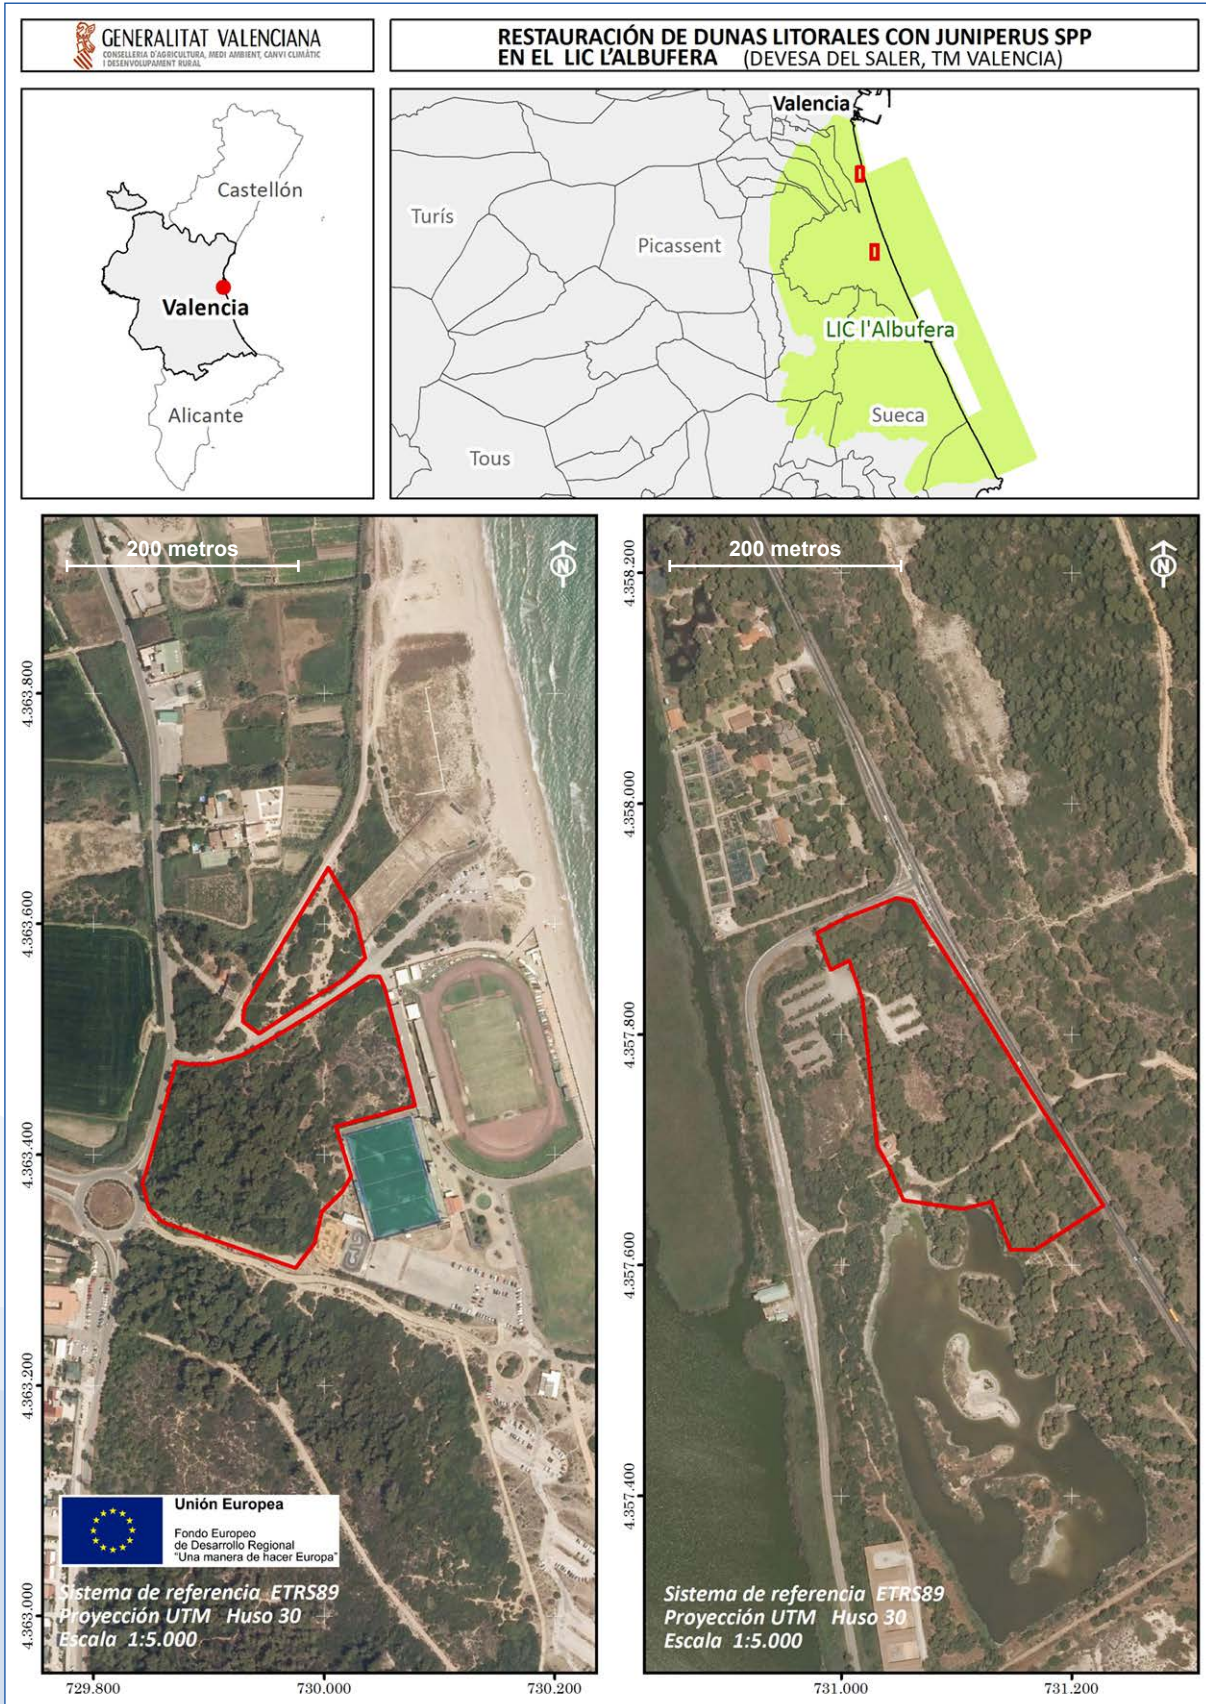 GENERALITAT VALENCIANA
CONSELLERIA D'AGRICULTURA, MEDI AMBIENT, CANVI CLIMÀTIC
I DESENVOLUPAMENT RURAL
RESTAURACIÓN DE DUNAS LITORALES CON JUNIPERUS SPP
EN EL LIC L'ALBUFERA (DEVESA DEL SALER, TM VALENCIA)
Castellón
Valencia
Alicante
Valencia
Turís
Picassent
LIC l'Albufera
Sueca
Tous
200 metros
N
4.363.800
4.363.600
4.363.400
4.363.200
4.363.000
Unión Europea
Fondo Europeo
de Desarrollo Regional
"Una manera de hacer Europa"
Sistema de referencia ETRS89
Proyección UTM Huso 30
Escala 1:5.000
729.800 730.000 730.200
200 metros
N
4.358.200
4.358.000
4.357.800
4.357.600
4.357.400
Sistema de referencia ETRS89
Proyección UTM Huso 30
Escala 1:5.000
731.000 731.200